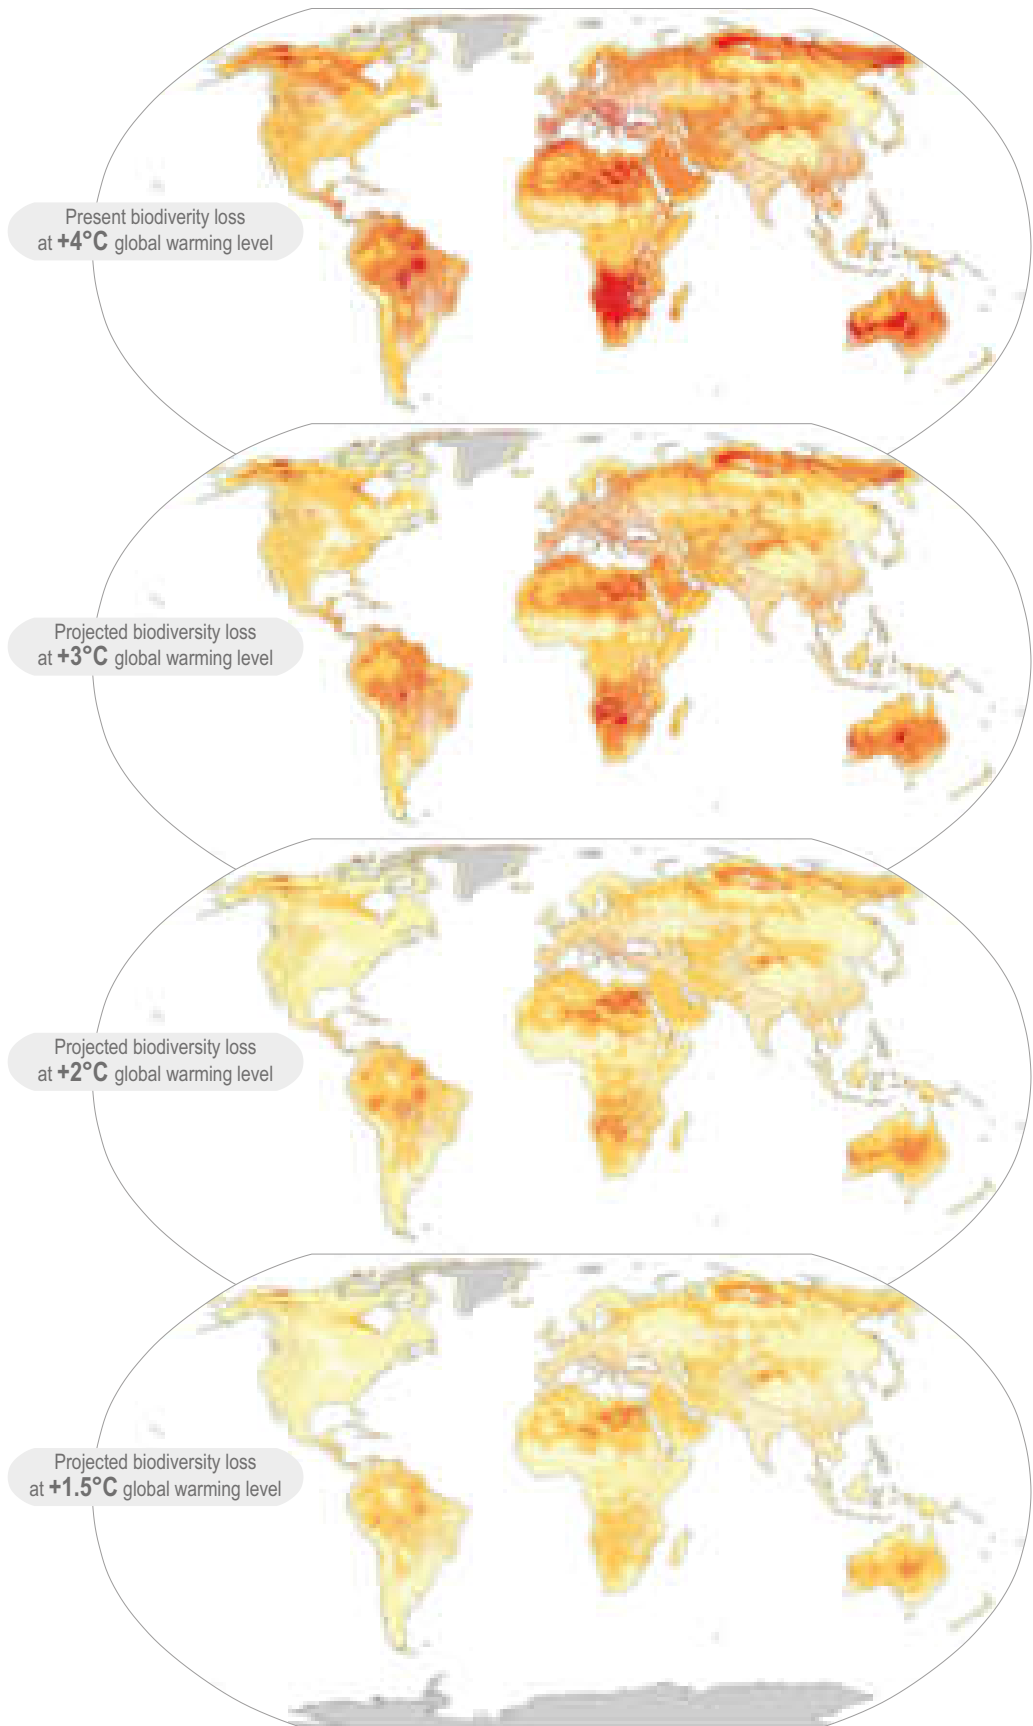 Present biodiverity loss
at +4°C global warming level
Projected biodiversity loss
at +3°C global warming level
Projected biodiversity loss
at +2°C global warming level
Projected biodiversity loss
at +1.5°C global warming level